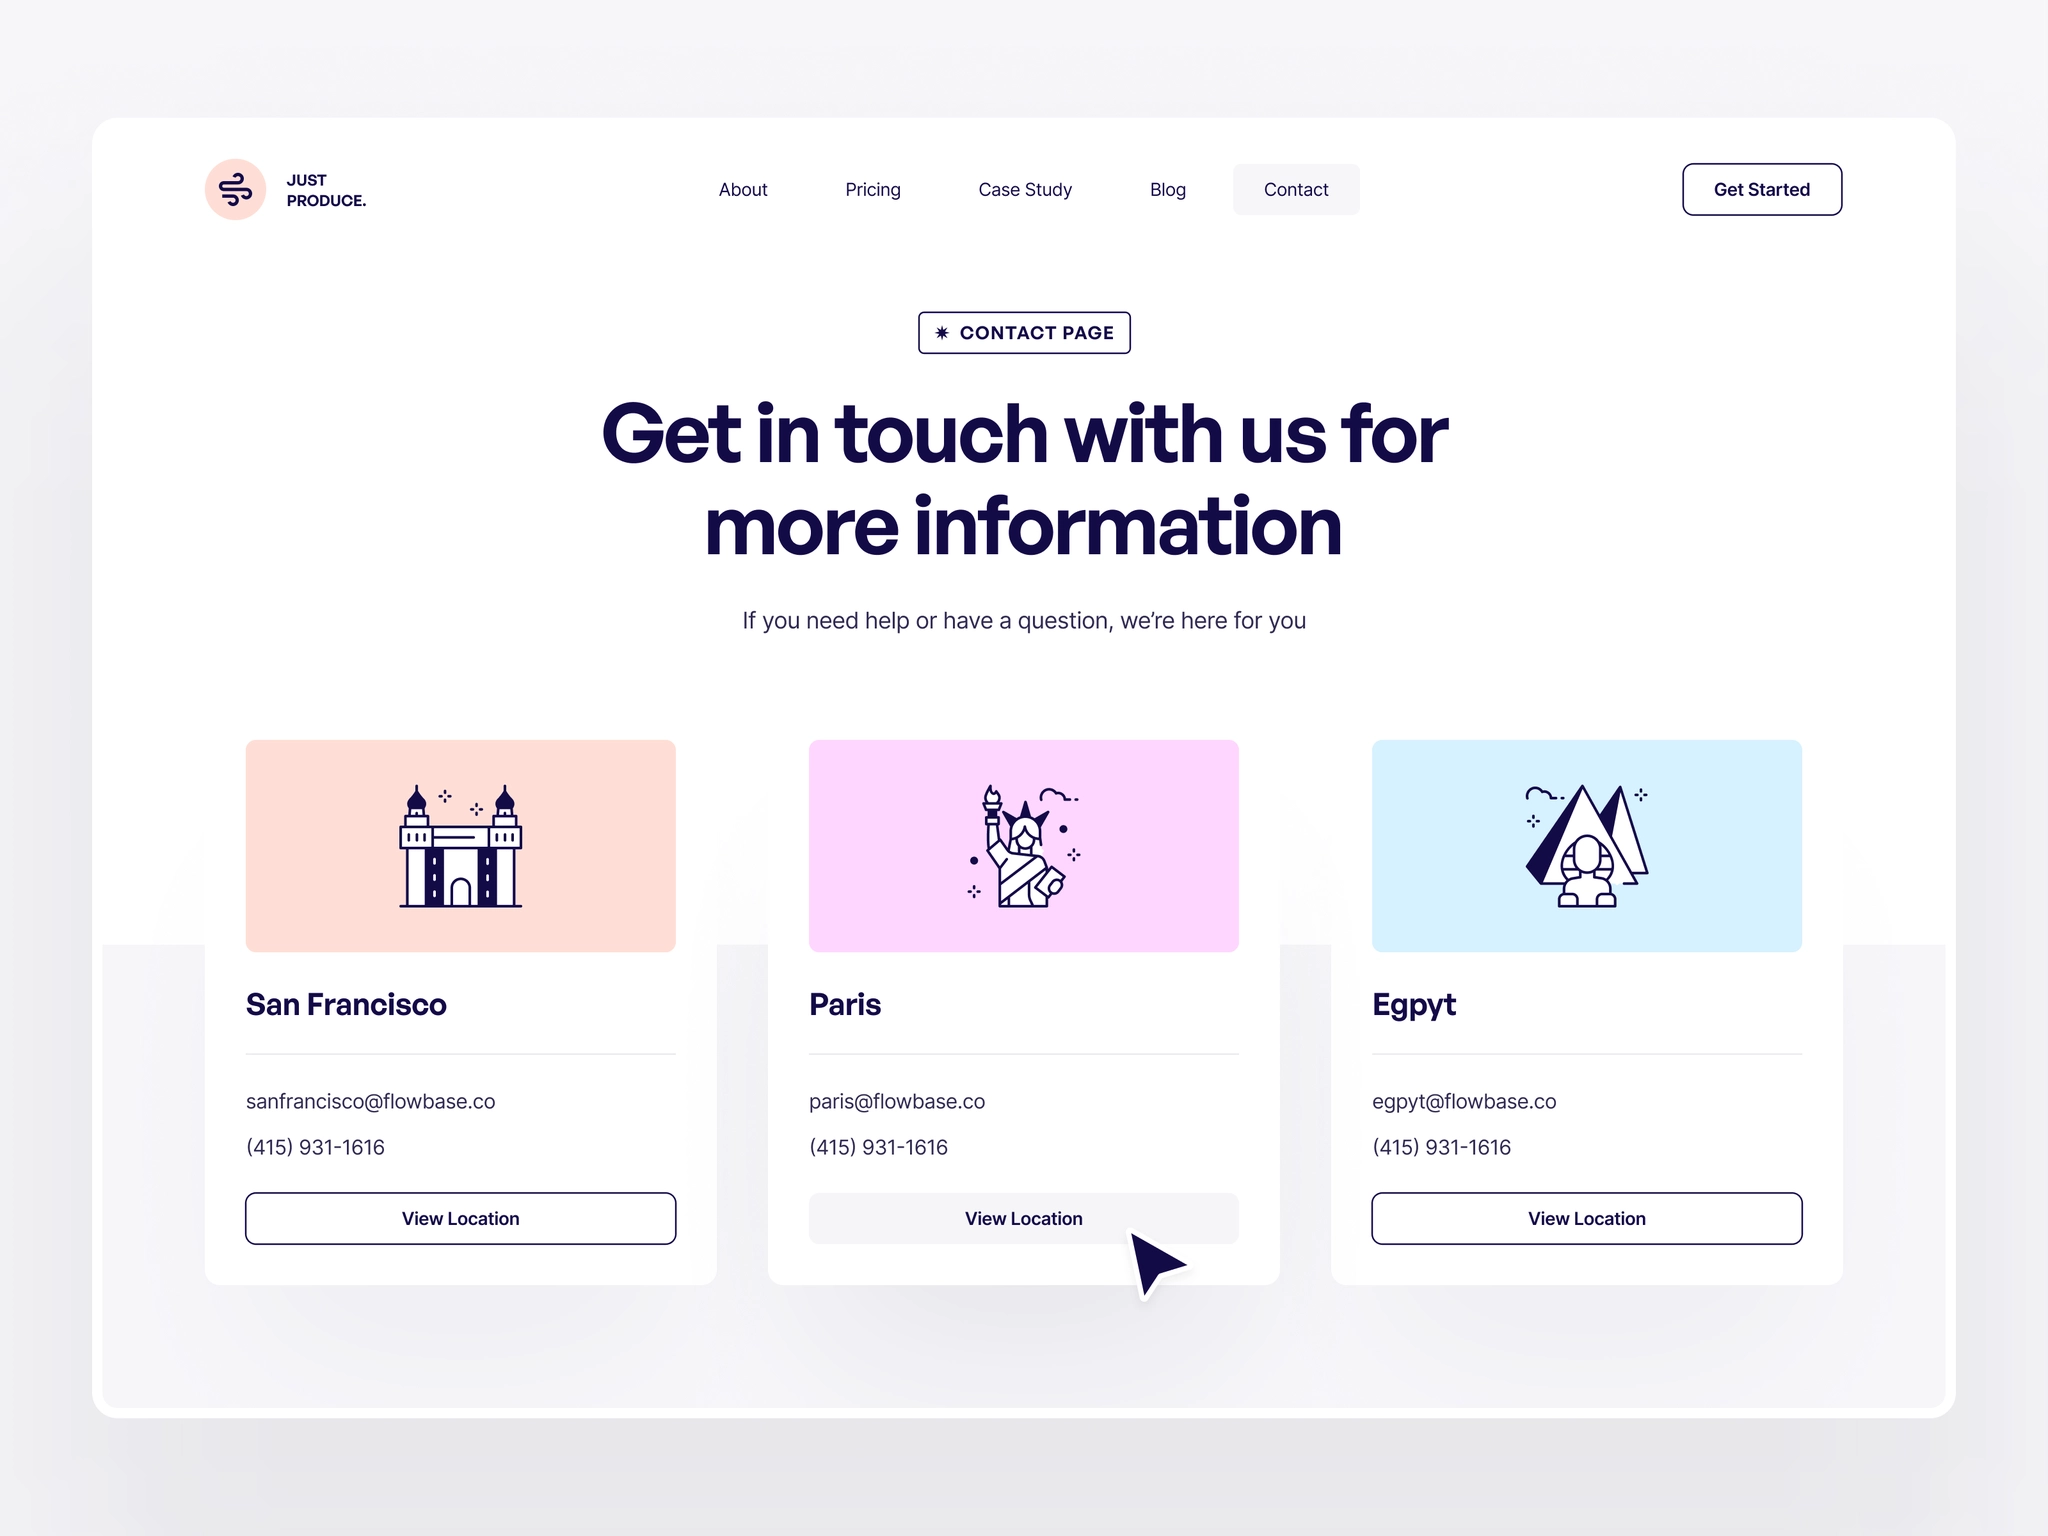 JUST
PRODUCE.
About
Pricing
Case Study
Blog
Contact
Get Started
CONTACT PAGE
Get in touch with us for
more information
If you need help or have a question, we’re here for you
San Francisco
sanfrancisco@flowbase.co
(415) 931-1616
View Location
Paris
paris@flowbase.co
(415) 931-1616
View Location
Egpyt
egpyt@flowbase.co
(415) 931-1616
View Location